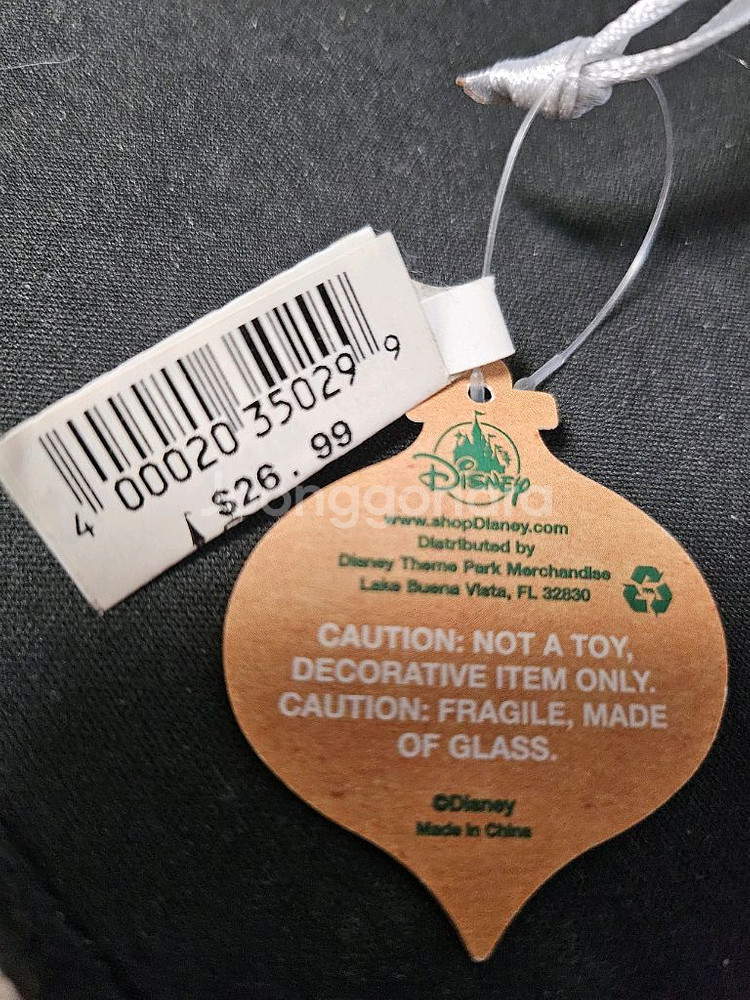 4 00020 35029 9
$26.99
Disney
www.shopDisney.com
Distributed by
Disney Theme Park Merchandise
Lake Buena Vista, FL 32830
CAUTION: NOT A TOY,
DECORATIVE ITEM ONLY.
CAUTION: FRAGILE, MADE
OF GLASS.
©Disney
Made in China
Joonggonara